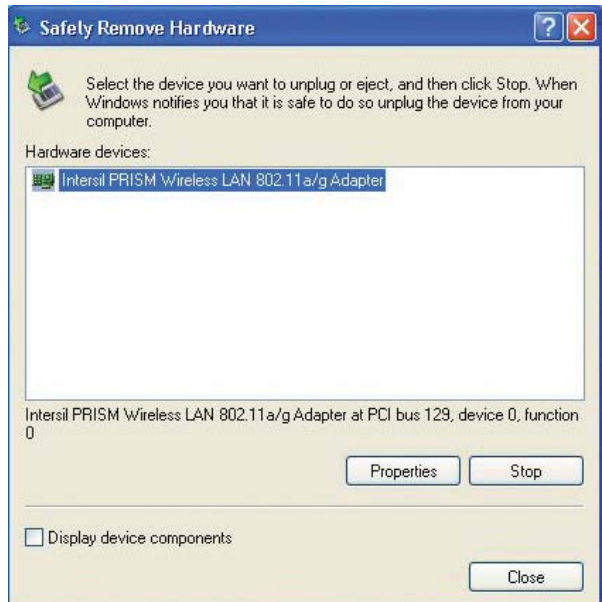 Safely Remove Hardware
Select the device you want to unplug or eject, and then click Stop. When
Windows notifies you that it is safe to do so unplug the device from your
computer.
Hardware devices:
Intersil PRISM Wireless LAN 802.11a/g Adapter
Intersil PRISM Wireless LAN 802.11a/g Adapter at PCI bus 129, device 0, function
0
Properties Stop
Display device components
Close